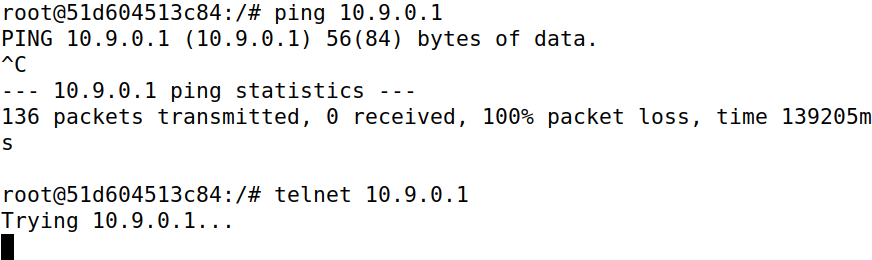 root@51d604513c84:/# ping 10.9.0.1
PING 10.9.0.1 (10.9.0.1) 56(84) bytes of data.
^C
--- 10.9.0.1 ping statistics ---
136 packets transmitted, 0 received, 100% packet loss, time 139205m
s
root@51d604513c84:/# telnet 10.9.0.1
Trying 10.9.0.1...